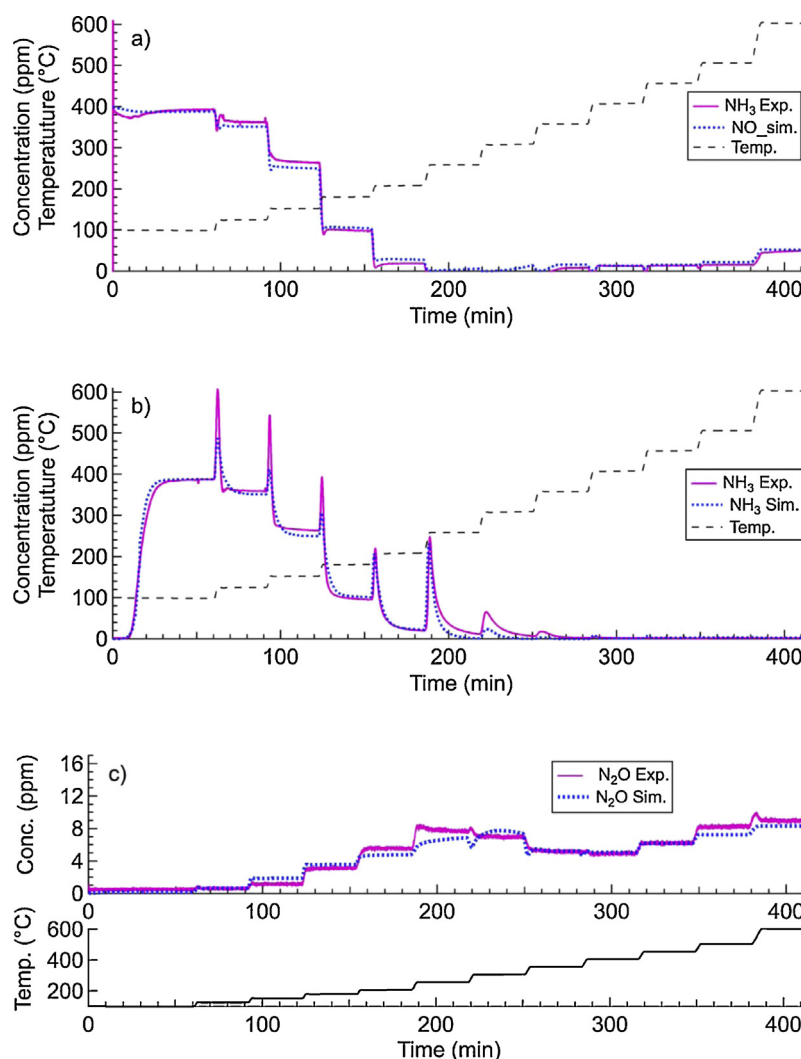 a)
Concentration (ppm)
Temperatuture (°C)
600
500
400
300
200
100
0
NH3 Exp.
NO_sim.
Temp.
0 100 200 300 400
Time (min)
b)
Concentration (ppm)
Temperatuture (°C)
600
500
400
300
200
100
0
NH3 Exp.
NH3 Sim.
Temp.
0 100 200 300 400
Time (min)
c)
Conc. (ppm)
16
12
8
4
0
N2O Exp.
N2O Sim.
0 100 200 300 400
Temp. (°C)
600
400
200
0 100 200 300 400
Time (min)